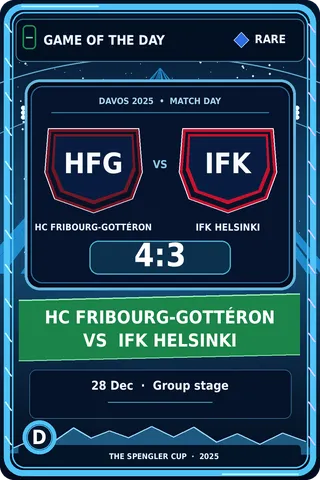 GAME OF THE DAY
RARE
DAVOS 2025 • MATCH DAY
HFG VS IFK
HC FRIBOURG-GOTTÉRON
IFK HELSINKI
4:3
HC FRIBOURG-GOTTÉRON
VS IFK HELSINKI
28 Dec · Group stage
D
THE SPENGLER CUP · 2025